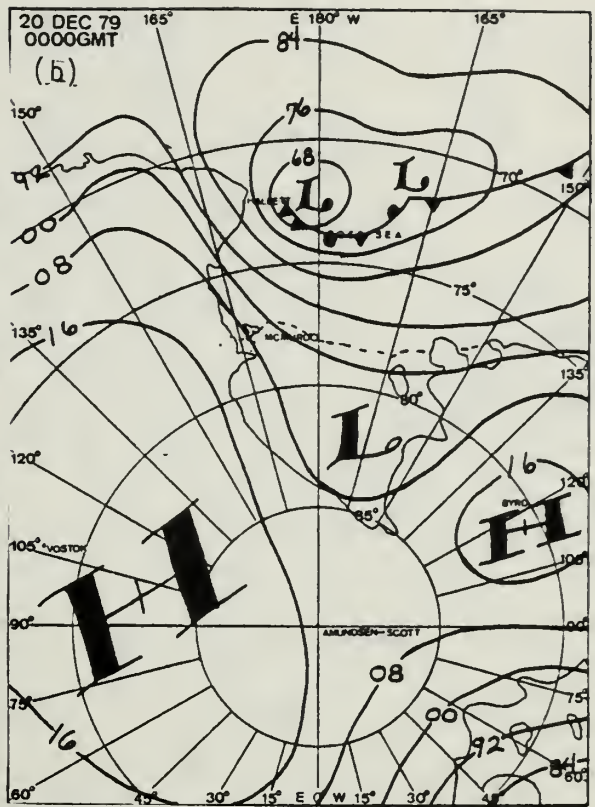 20 DEC 79
0000GMT
(b)
165° E 180° W 165°
84
150°
76
68
L
L
92
70°
150°
SEA
00
-08
75°
135°
16
MCMURDO
135°
80°
L
120°
16
120°
BYRD
H
85°
105°
VOSTOK
H
105°
90°
AMUNDSEN-SCOTT
90°
08
75°
00
75°
92
16
84
60°
60°
45° 30° 15° E 0 W 15° 30° 45°